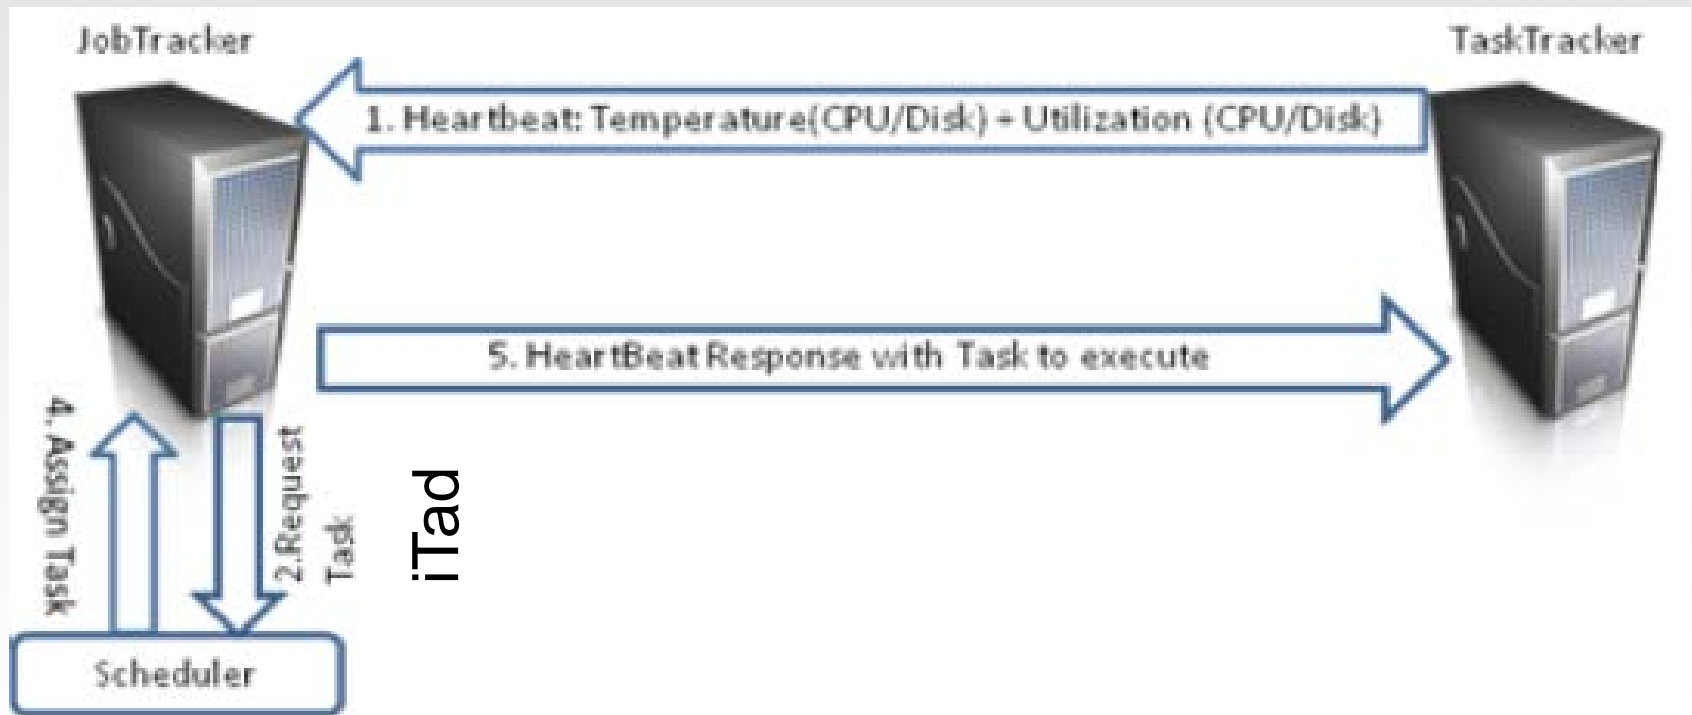 JobTracker
TaskTracker
1. Heartbeat: Temperature(CPU/Disk) + Utilization (CPU/Disk)
5. HeartBeat Response with Task to execute
4. Assign Task
2.Request
Task
iTad
Scheduler